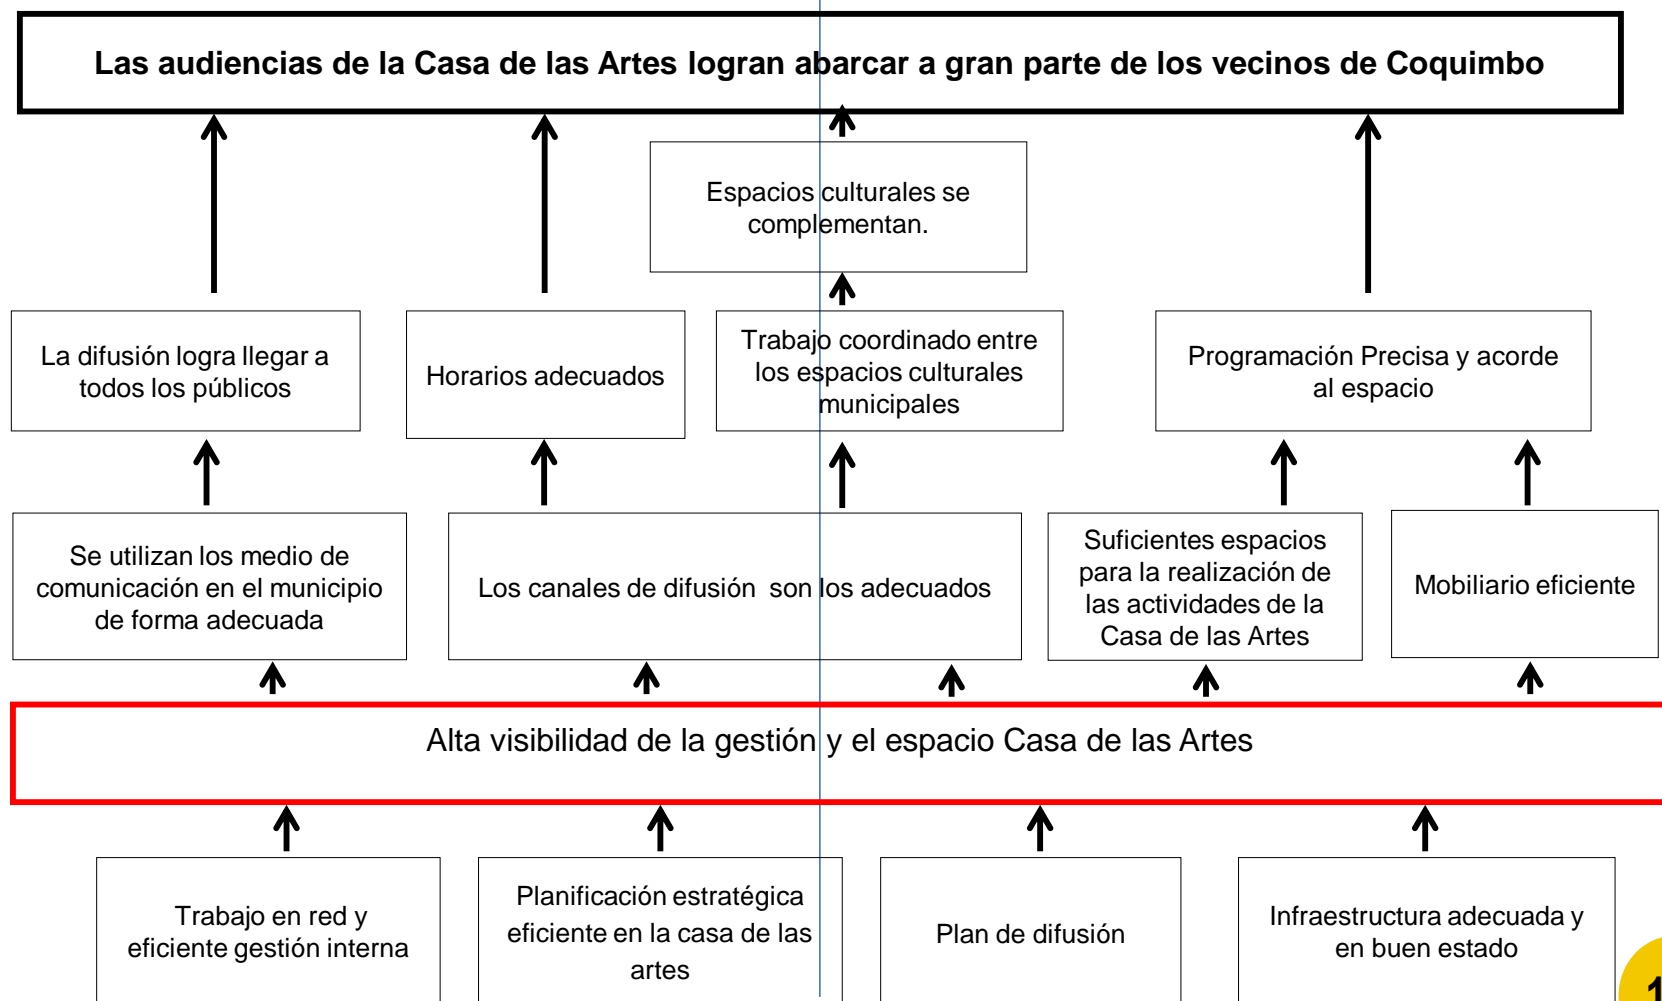 Las audiencias de la Casa de las Artes logran abarcar a gran parte de los vecinos de Coquimbo
Espacios culturales se
complementan.
La difusión logra llegar a
todos los públicos
Horarios adecuados
Trabajo coordinado entre
los espacios culturales
municipales
Programación Precisa y acorde
al espacio
Se utilizan los medio de
comunicación en el municipio
de forma adecuada
Los canales de difusión son los adecuados
Suficientes espacios
para la realización de
las actividades de la
Casa de las Artes
Mobiliario eficiente
Alta visibilidad de la gestión y el espacio Casa de las Artes
Trabajo en red y
eficiente gestión interna
Planificación estratégica
eficiente en la casa de las
artes
Plan de difusión
Infraestructura adecuada y
en buen estado
1